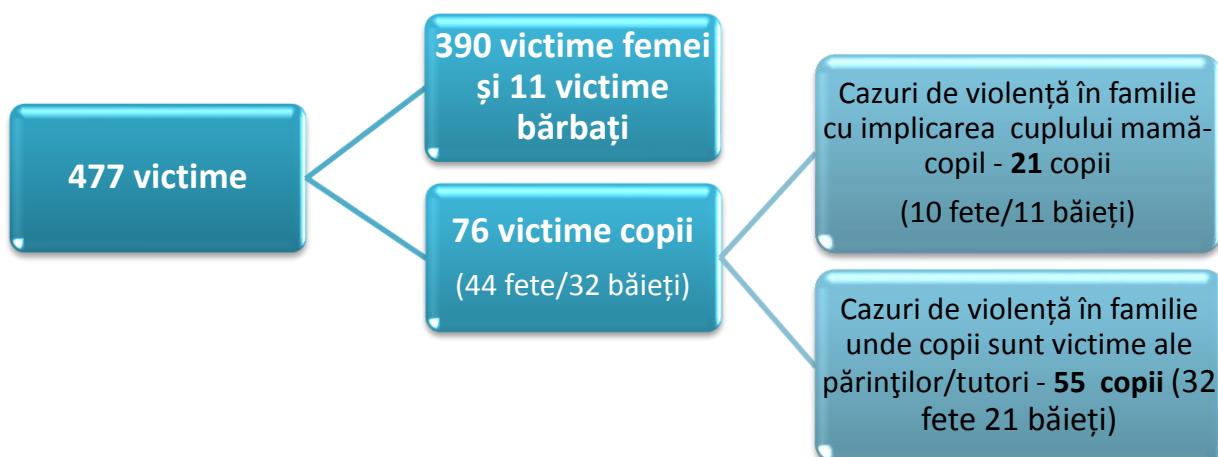 477 victime
390 victime femei
și 11 victime
bărbați
76 victime copii
(44 fete/32 băieți)
Cazuri de violență în familie
cu implicarea cuplului mamă-
copil - 21 copii
(10 fete/11 băieți)
Cazuri de violență în familie
unde copii sunt victime ale
părinţilor/tutori - 55 copii (32
fete 21 băieți)